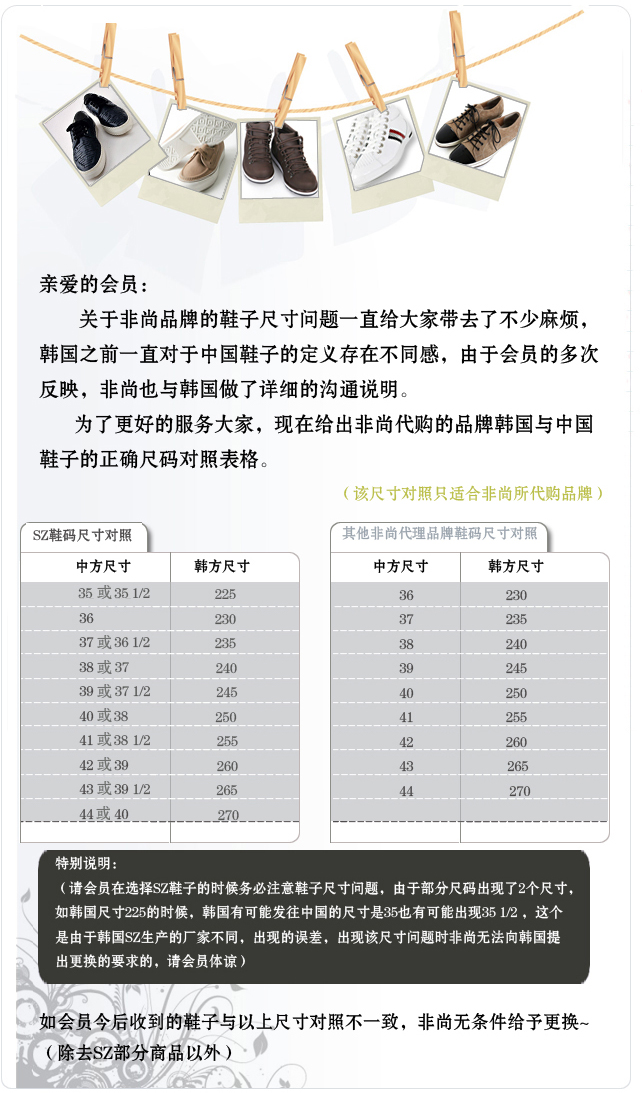 亲爱的会员：
关于非尚品牌的鞋子尺寸问题一直给大家带去了不少麻烦，
韩国之前一直对于中国鞋子的定义存在不同感，由于会员的多次
反映，非尚也与韩国做了详细的沟通说明。
为了更好的服务大家，现在给出非尚代购的品牌韩国与中国
鞋子的正确尺码对照表格。
（该尺寸对照只适合非尚所代购品牌）
SZ鞋码尺寸对照
中方尺寸 韩方尺寸
35 或 35 1/2 225
36 230
37 或 36 1/2 235
38 或 37 240
39 或 37 1/2 245
40 或38 250
41 或38 1/2 255
42 或 39 260
43 或 39 1/2 265
44 或 40 270
其他非尚代理品牌鞋码尺寸对照
中方尺寸 韩方尺寸
36 230
37 235
38 240
39 245
40 250
41 255
42 260
43 265
44 270
特别说明：
（请会员在选择SZ鞋子的时候务必注意鞋子尺寸问题，由于部分尺码出现了2个尺寸，
如韩国尺寸225的时候，韩国有可能发往中国的尺寸是35也有可能出现35 1/2 ，这个
是由于韩国SZ生产的厂家不同，出现的误差，出现该尺寸问题时非尚无法向韩国提
出更换的要求的，请会员体谅）
如会员今后收到的鞋子与以上尺寸对照不一致，非尚无条件给予更换~
（除去SZ部分商品以外）